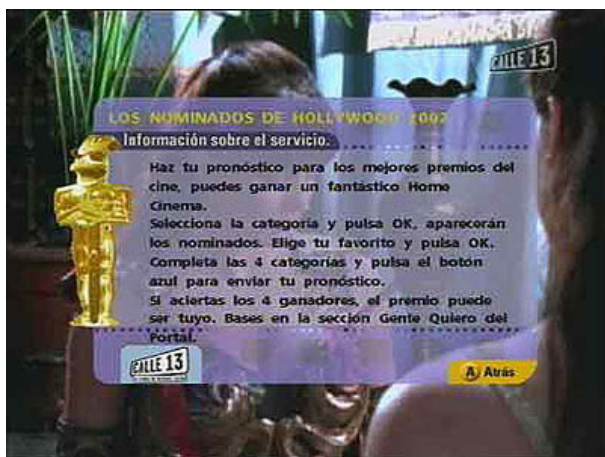 CALLE 13
LOS NOMINADOS DE HOLLYWOOD 2002
Información sobre el servicio.
Haz tu pronóstico para los mejores premios del
cine, puedes ganar un fantástico Home
Cinema.
Selecciona la categoría y pulsa OK, aparecerán
los nominados. Elige tu favorito y pulsa OK.
Completa las 4 categorías y pulsa el botón
azul para enviar tu pronóstico.
Si aciertas los 4 ganadores, el premio puede
ser tuyo. Bases en la sección Gente Quiero del
Portal.
CALLE 13
A Atrás